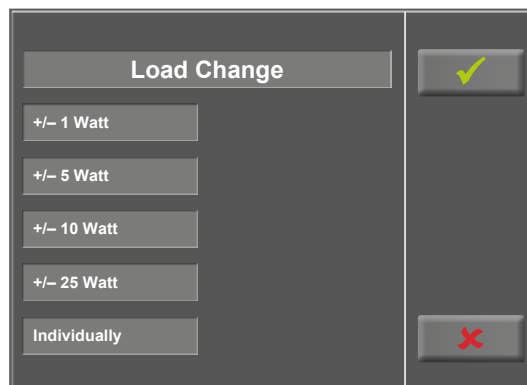 Load Change
+/– 1 Watt
+/– 5 Watt
+/– 10 Watt
+/– 25 Watt
Individually